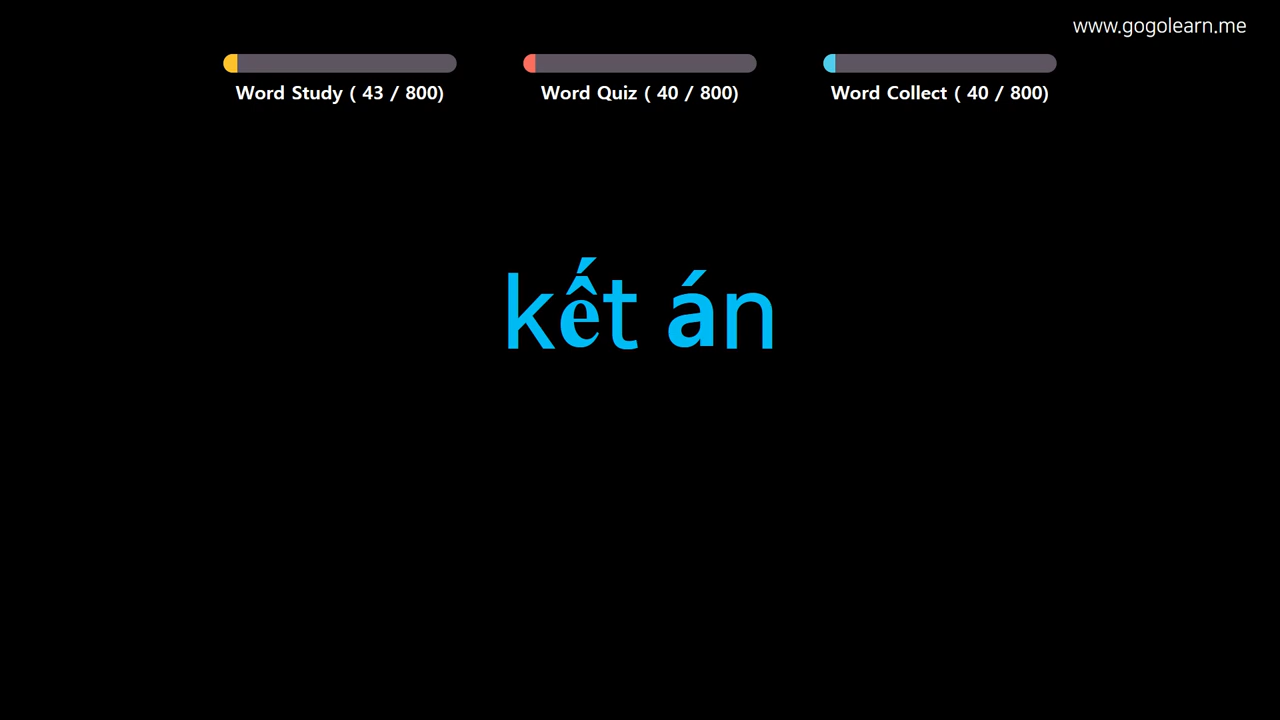 www.gogolearn.me
Word Study ( 43 / 800)
Word Quiz ( 40 / 800)
Word Collect ( 40 / 800)
kết án